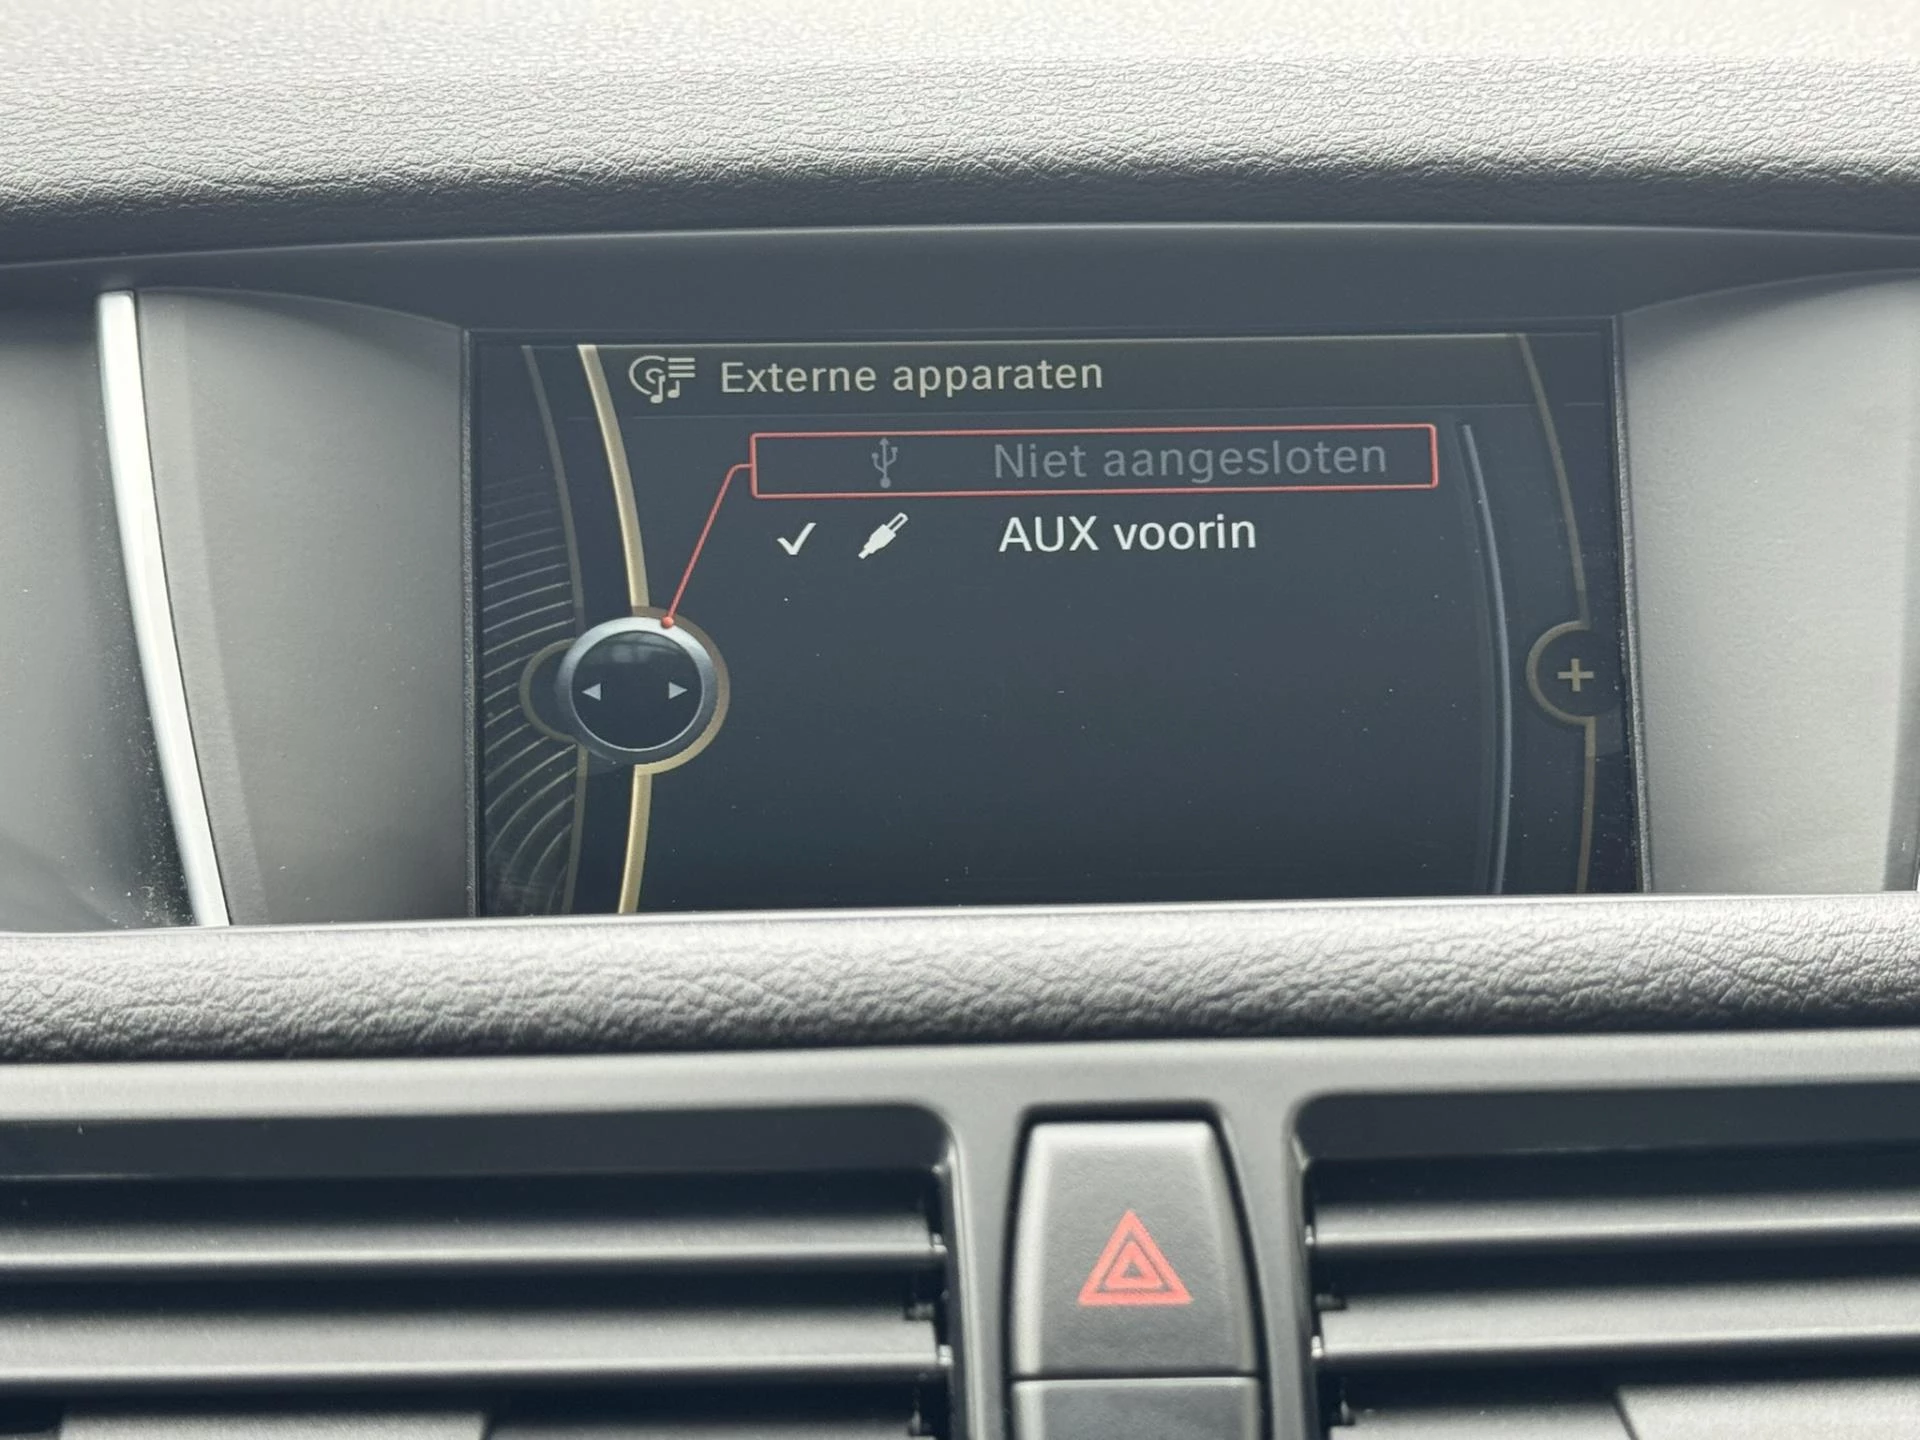 Externe apparaten
Niet aangesloten
AUX voorin